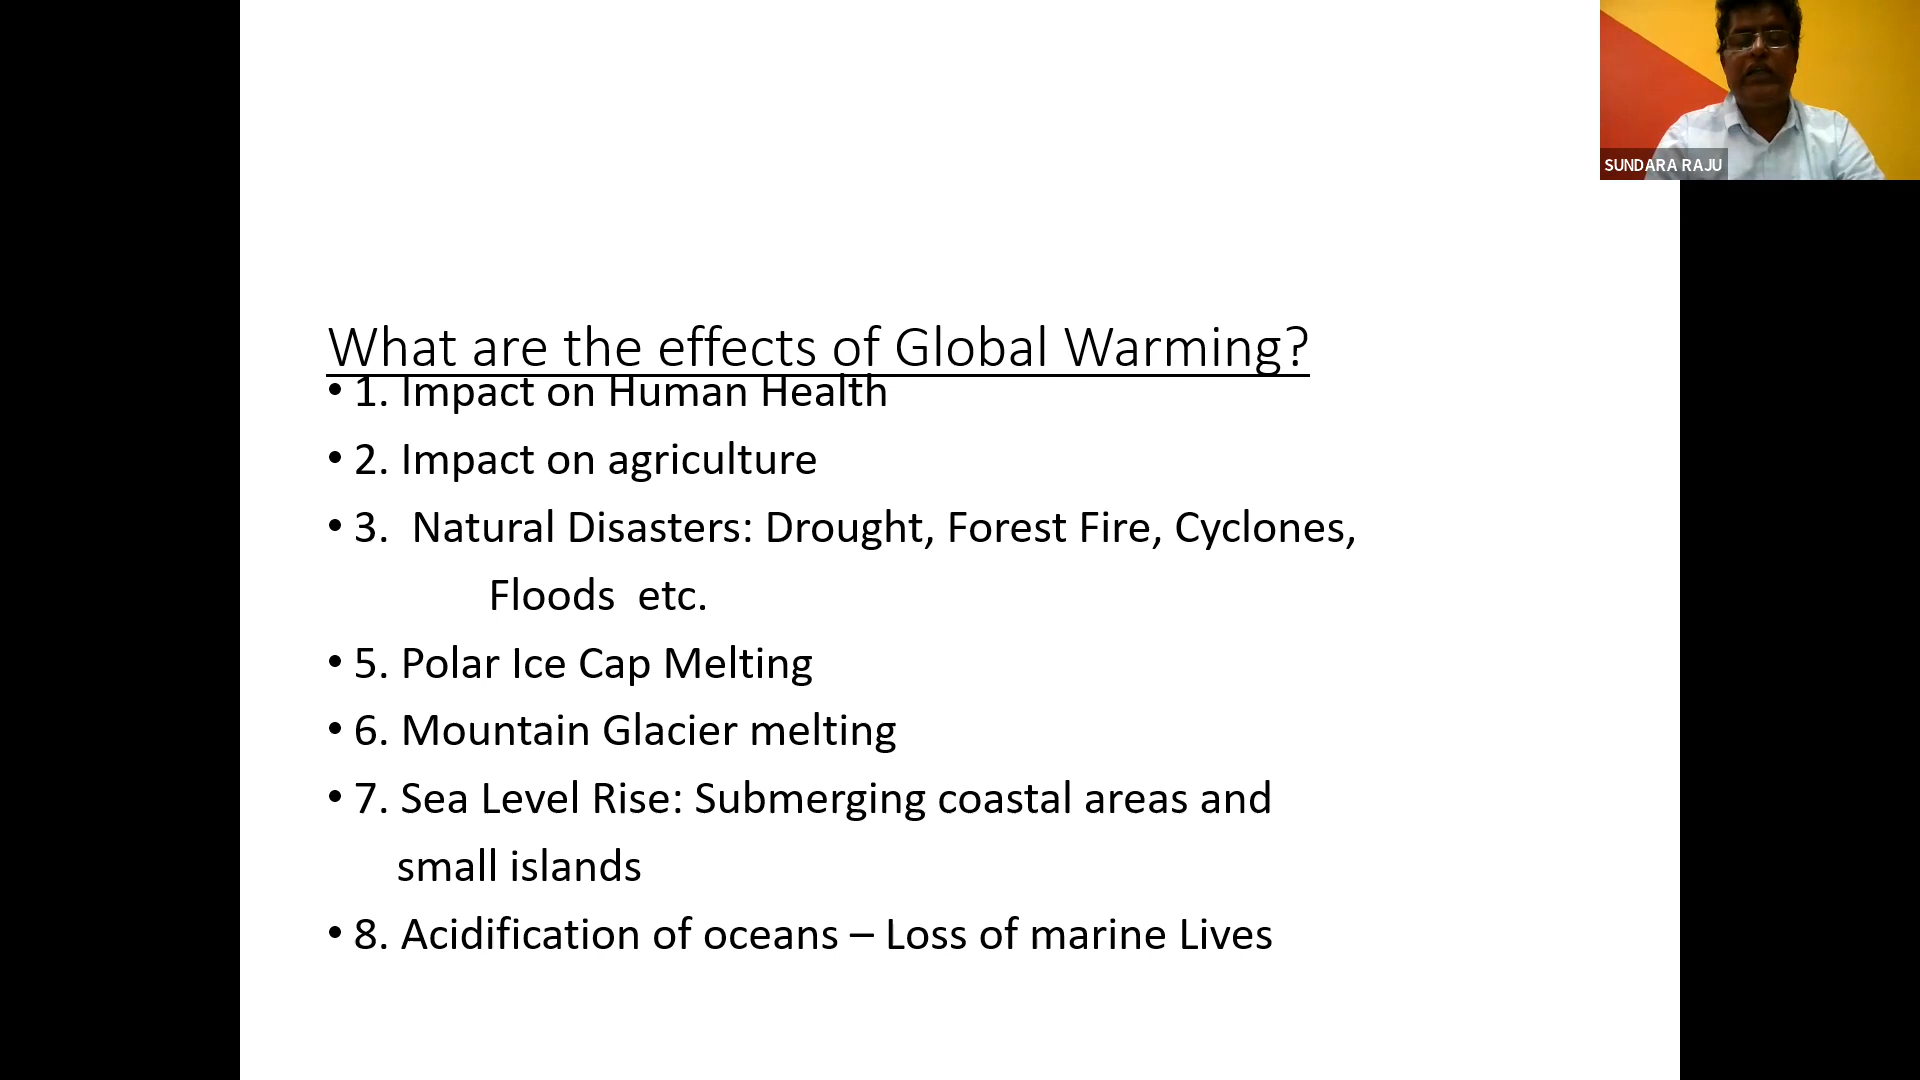 What are the effects of Global Warming?
• 1. Impact on Human Health
• 2. Impact on agriculture
• 3.  Natural Disasters: Drought, Forest Fire, Cyclones,
Floods  etc.
• 5. Polar Ice Cap Melting
• 6. Mountain Glacier melting
• 7. Sea Level Rise: Submerging coastal areas and
small islands
• 8. Acidification of oceans – Loss of marine Lives
SUNDARA RAJU